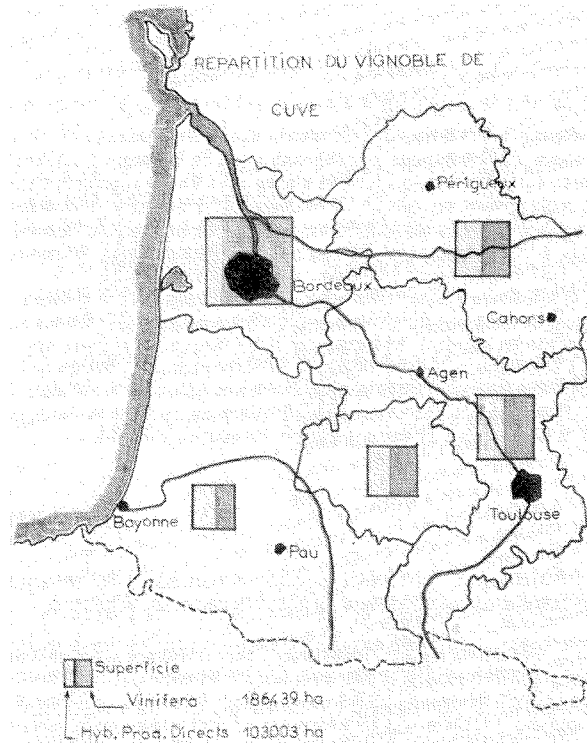 RÉPARTITION DU VIGNOBLE DE
CUVE
Périgueux
Bordeaux
Cahors
Agen
Toulouse
Bayonne
Pau
Superficie
Vinifera 186439 ha
Hyb. Prod. Directs 103003 ha